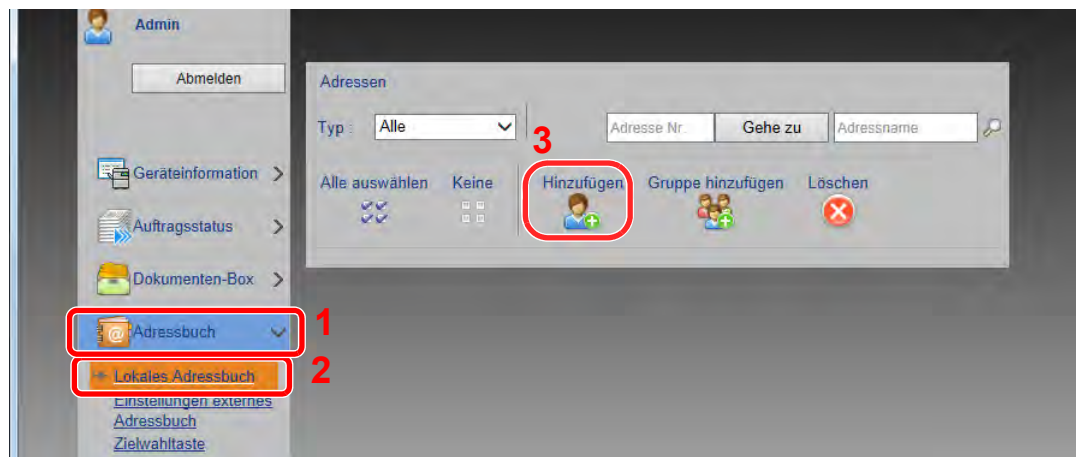 Admin
Abmelden
Geräteinformation
Auftragsstatus
Dokumenten-Box
Adressbuch
1
Lokales Adressbuch
2
Einstellungen externes
Adressbuch
Zielwahltaste
Adressen
Typ : Alle
Adresse Nr. Gehe zu Adressname
3
Alle auswählen Keine Hinzufügen Gruppe hinzufügen Löschen